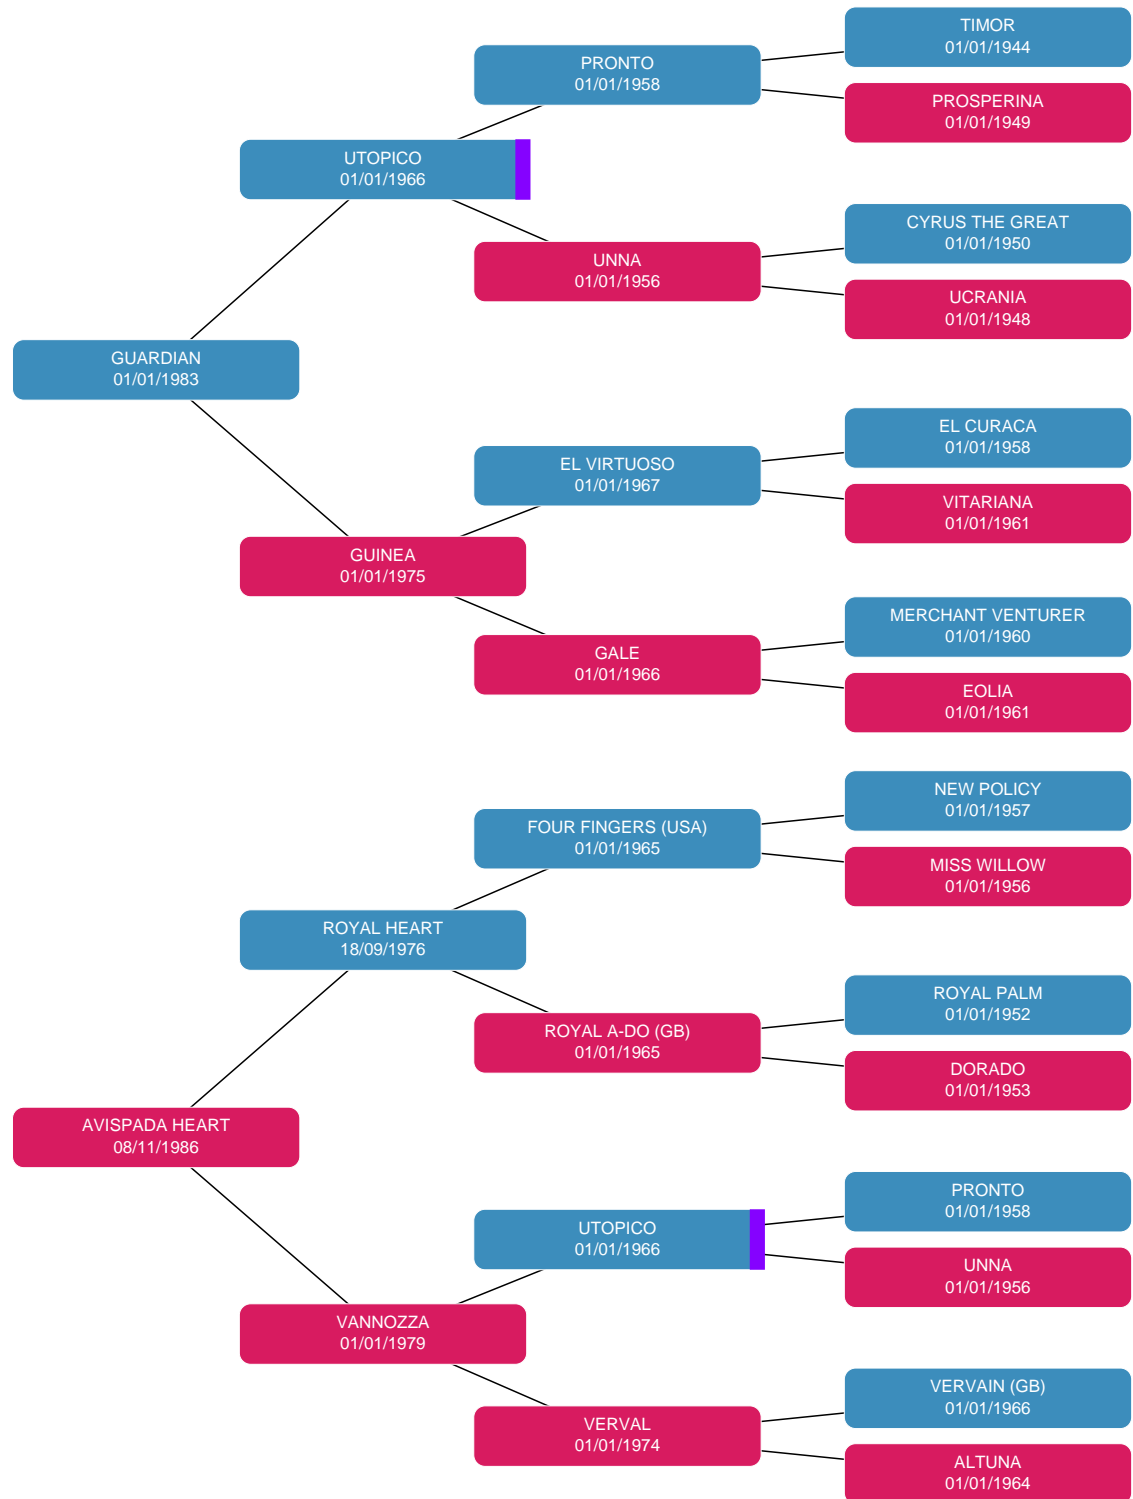 TIMOR
01/01/1944
PRONTO
01/01/1958
PROSPERINA
01/01/1949
UTOPICO
01/01/1966
CYRUS THE GREAT
01/01/1950
UNNA
01/01/1956
UCRANIA
01/01/1948
GUARDIAN
01/01/1983
EL CURACA
01/01/1958
EL VIRTUOSO
01/01/1967
VITARIANA
01/01/1961
GUINEA
01/01/1975
MERCHANT VENTURER
01/01/1960
GALE
01/01/1966
EOLIA
01/01/1961
NEW POLICY
01/01/1957
FOUR FINGERS (USA)
01/01/1965
MISS WILLOW
01/01/1956
ROYAL HEART
18/09/1976
ROYAL PALM
01/01/1952
ROYAL A-DO (GB)
01/01/1965
DORADO
01/01/1953
AVISPADA HEART
08/11/1986
PRONTO
01/01/1958
UTOPICO
01/01/1966
UNNA
01/01/1956
VANNOZZA
01/01/1979
VERVAIN (GB)
01/01/1966
VERVAL
01/01/1974
ALTUNA
01/01/1964